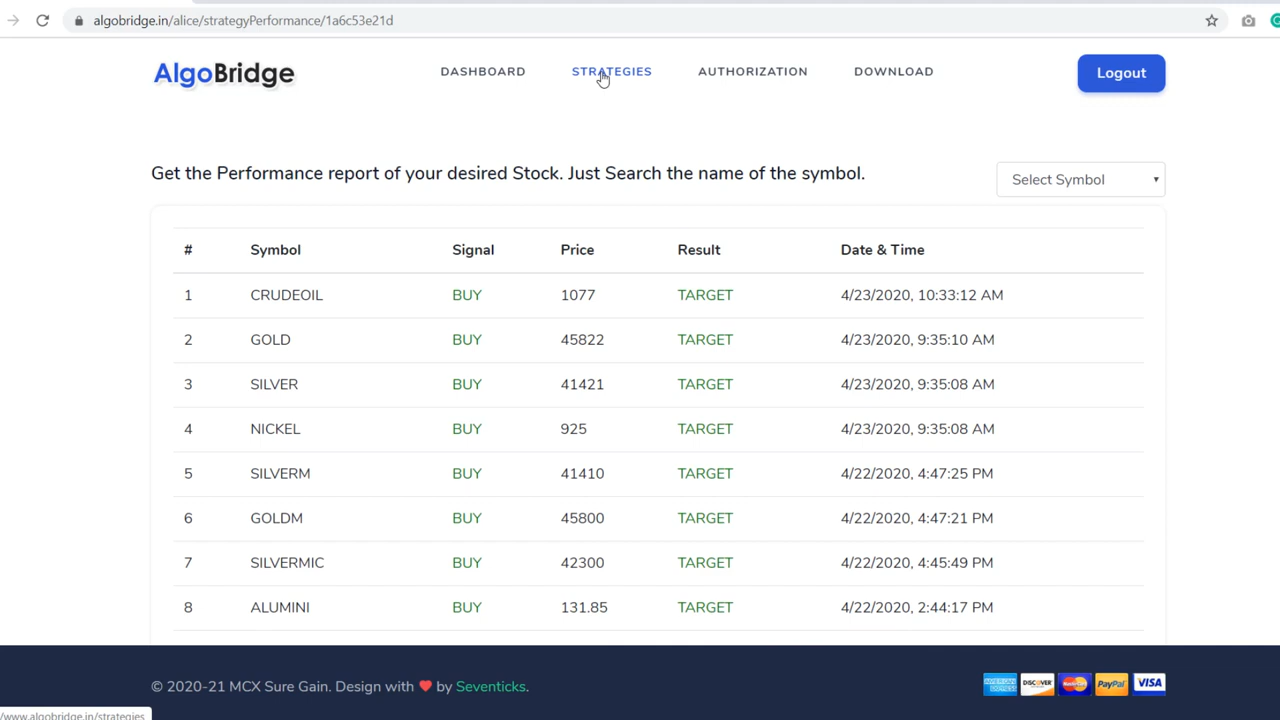 algobridge.in/alice/strategyPerformance/1a6c53e21d
AlgoBridge
DASHBOARD STRATEGIES AUTHORIZATION DOWNLOAD
Logout
Get the Performance report of your desired Stock. Just Search the name of the symbol.
Select Symbol
# Symbol Signal Price Result Date & Time
1 CRUDEOIL BUY 1077 TARGET 4/23/2020, 10:33:12 AM
2 GOLD BUY 45822 TARGET 4/23/2020, 9:35:10 AM
3 SILVER BUY 41421 TARGET 4/23/2020, 9:35:08 AM
4 NICKEL BUY 925 TARGET 4/23/2020, 9:35:08 AM
5 SILVERM BUY 41410 TARGET 4/22/2020, 4:47:25 PM
6 GOLDM BUY 45800 TARGET 4/22/2020, 4:47:21 PM
7 SILVERMIC BUY 42300 TARGET 4/22/2020, 4:45:49 PM
8 ALUMINI BUY 131.85 TARGET 4/22/2020, 2:44:17 PM
© 2020-21 MCX Sure Gain. Design with ❤ by Seventicks.
AMERICAN EXPRESS DISCOVER MasterCard PayPal VISA
/www.algobridge.in/strategies